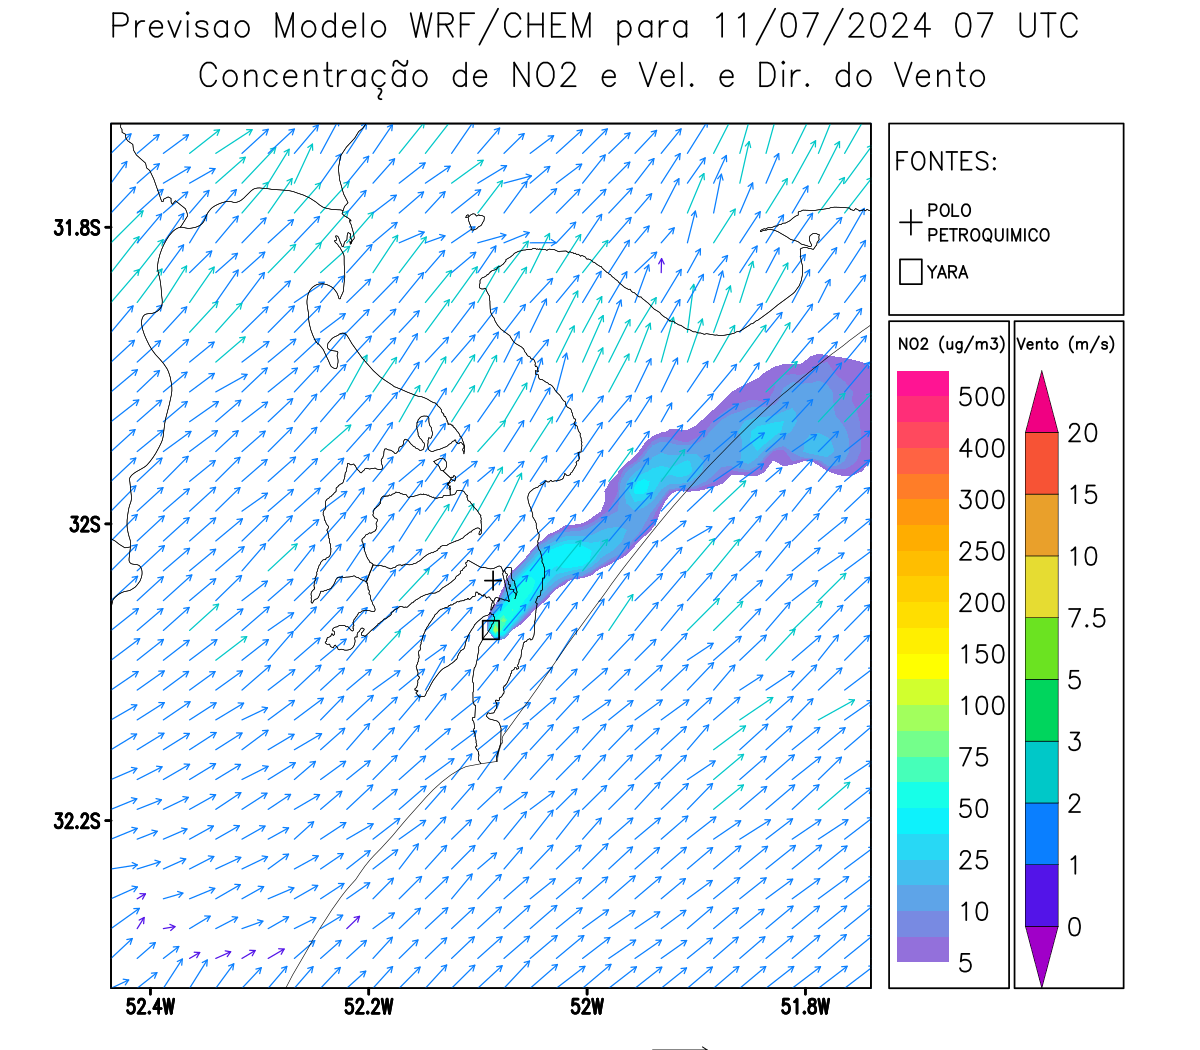 Previsao Modelo WRF/CHEM para 11/07/2024 07 UTC
Concentração de NO2 e Vel. e Dir. do Vento
FONTES:
POLO
PETROQUIMICO
YARA
31.8S
32S
32.2S
52.4W
52.2W
52W
51.8W
NO2 (ug/m3)
500
400
300
250
200
150
100
75
50
25
10
5
Vento (m/s)
20
15
10
7.5
5
3
2
1
0